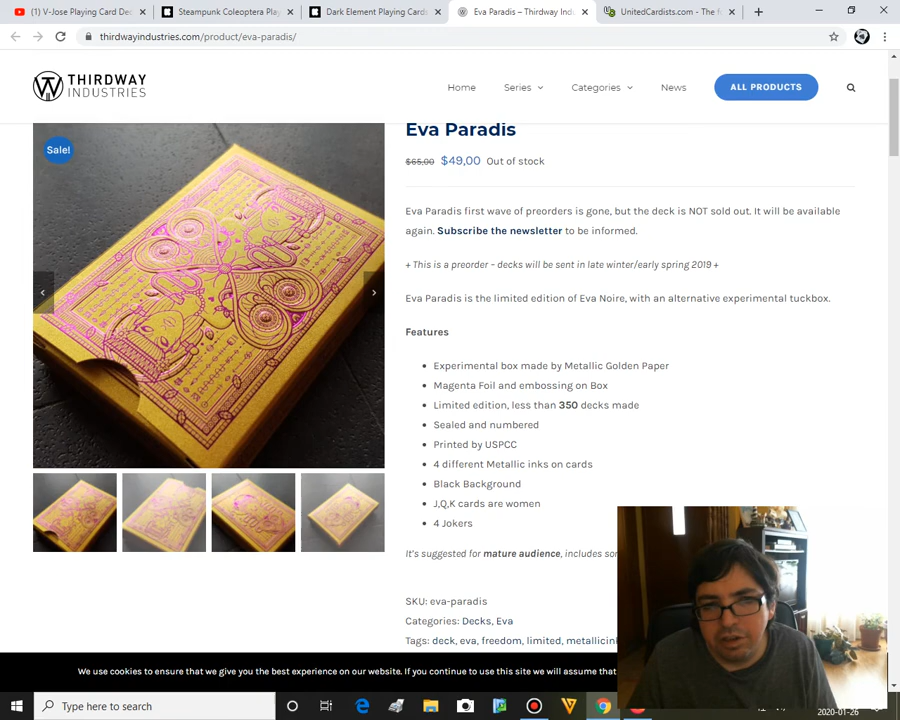 (1) V-Jose Playing Card Dec
Steampunk Coleoptera Play
Dark Element Playing Cards
Eva Paradis – Thirdway Ind
UnitedCardists.com - The f
thirdwayindustries.com/product/eva-paradis/
THIRDWAY
INDUSTRIES
Home
Series
Categories
News
ALL PRODUCTS
Sale!
Eva Paradis
$65,00 $49,00 Out of stock
Eva Paradis first wave of preorders is gone, but the deck is NOT sold out. It will be available
again. Subscribe the newsletter to be informed.
+ This is a preorder – decks will be sent in late winter/early spring 2019 +
Eva Paradis is the limited edition of Eva Noire, with an alternative experimental tuckbox.
Features
Experimental box made by Metallic Golden Paper
Magenta Foil and embossing on Box
Limited edition, less than 350 decks made
Sealed and numbered
Printed by USPCC
4 different Metallic inks on cards
Black Background
J,Q,K cards are women
4 Jokers
It's suggested for mature audience, includes so
SKU: eva-paradis
Categories: Decks, Eva
Tags: deck, eva, freedom, limited, metallicink
We use cookies to ensure that we give you the best experience on our website. If you continue to use this site we will assume that
Type here to search
2020-01-26